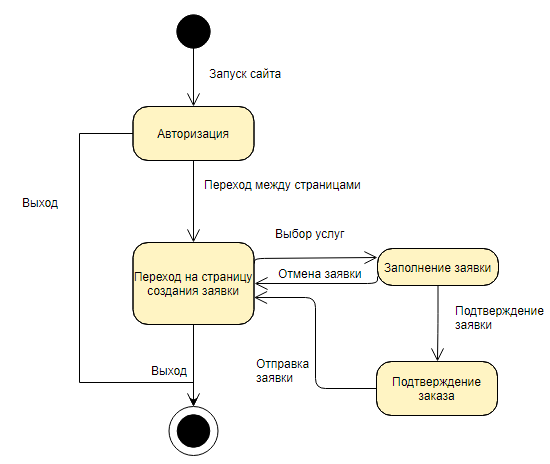 Запуск сайта
Авторизация
Переход между страницами
Выход
Выбор услуг
Переход на страницу
создания заявки
Заполнение заявки
Отмена заявки
Подтверждение
заявки
Отправка
заявки
Выход
Подтверждение
заказа